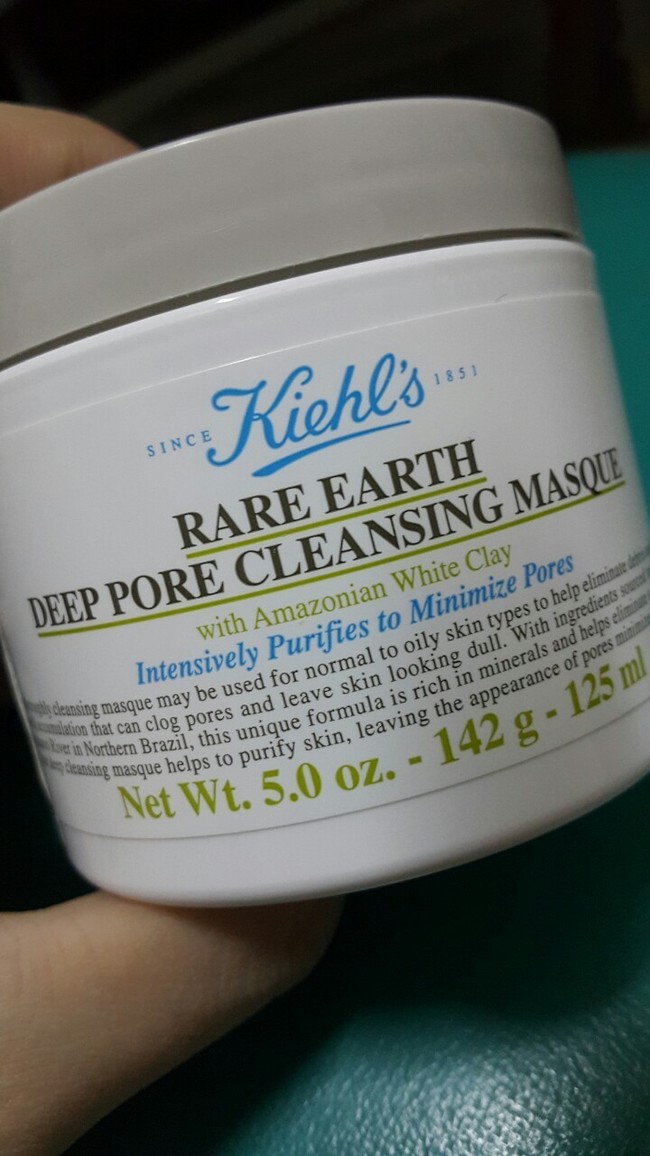 SINCE Kiehl's 1851
RARE EARTH
DEEP PORE CLEANSING MASQUE
with Amazonian White Clay
Intensively Purifies to Minimize Pores
cleansing masque may be used for normal to oily skin types to help eliminate
that can clog pores and leave skin looking dull. With ingredients
River in Northern Brazil, this unique formula is rich in minerals and helps eliminate
cleansing masque helps to purify skin, leaving the appearance of pores
Net Wt. 5.0 oz. - 142 g - 125 ml